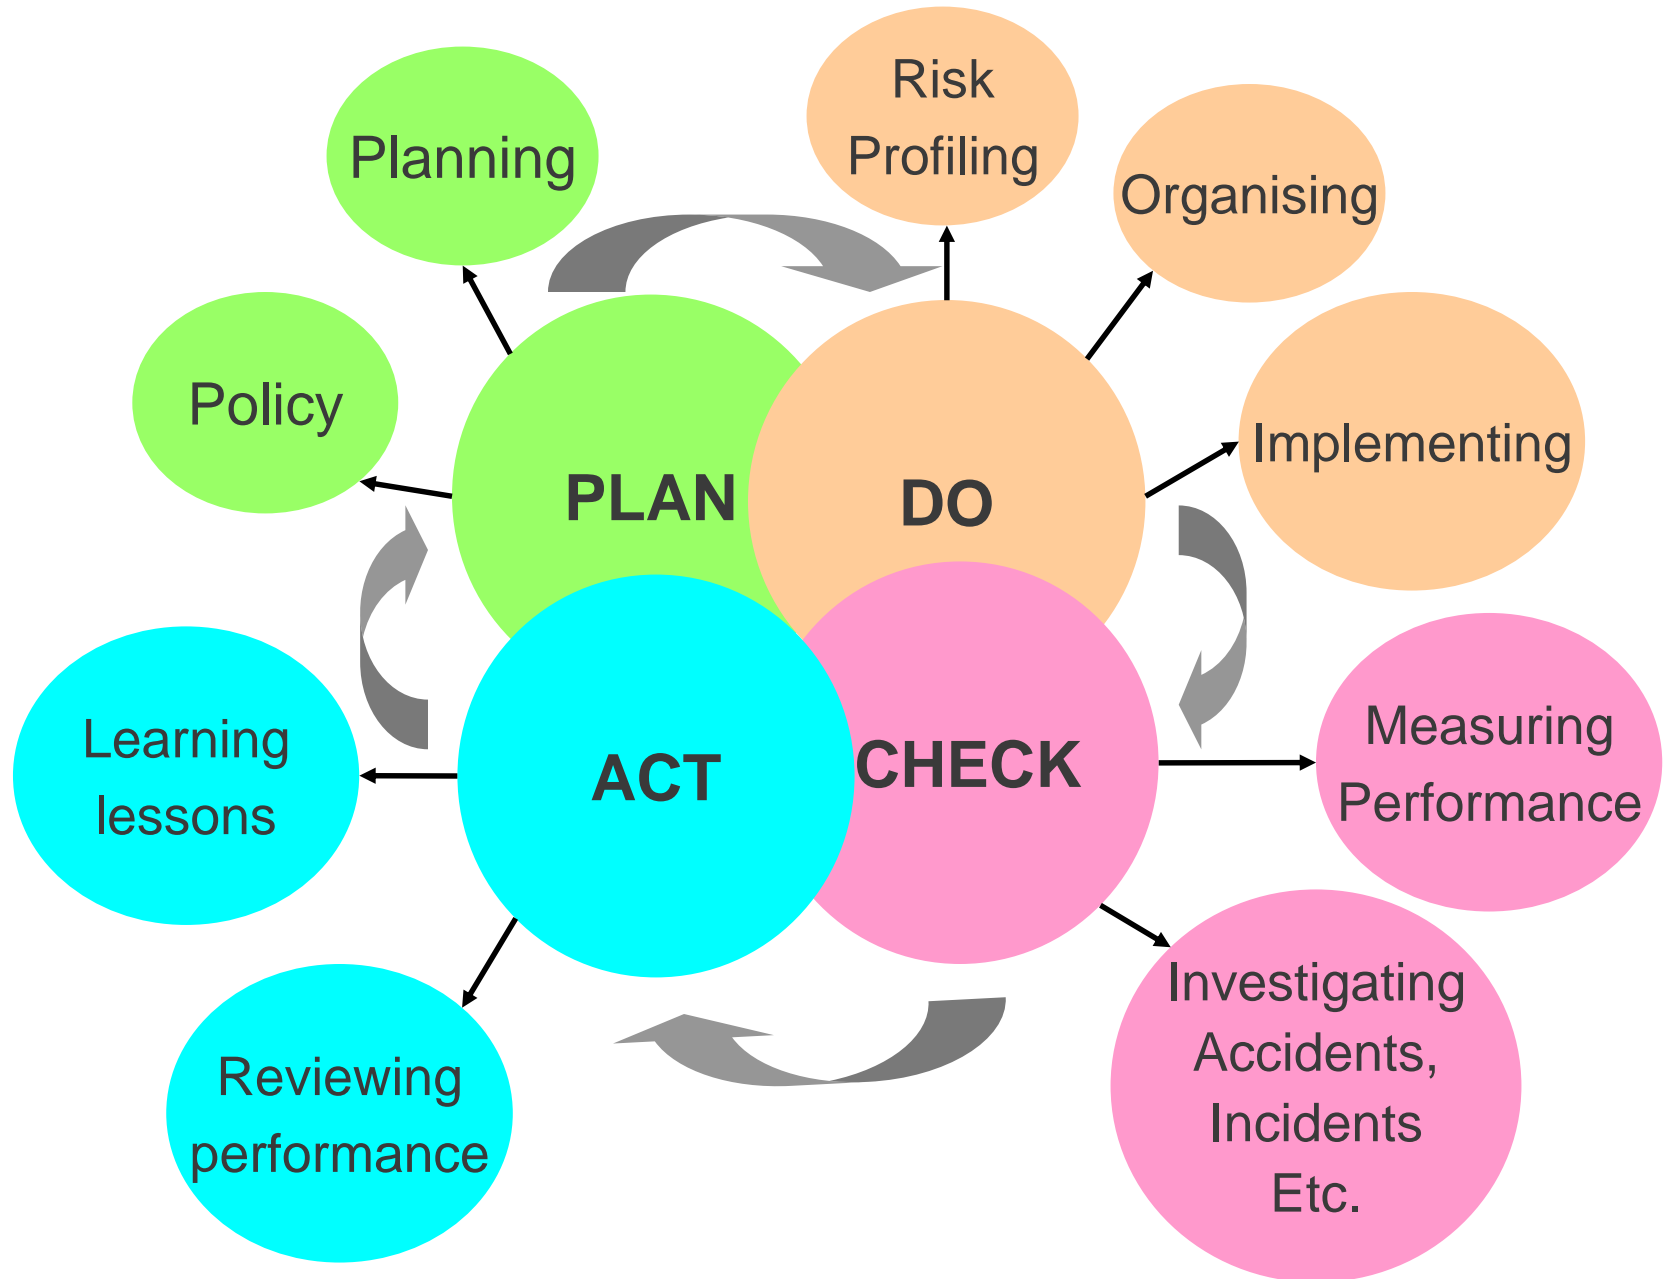 Planning
Policy
Risk
Profiling
Organising
Implementing
PLAN
DO
ACT
CHECK
Measuring
Performance
Investigating
Accidents,
Incidents
Etc.
Reviewing
performance
Learning
lessons